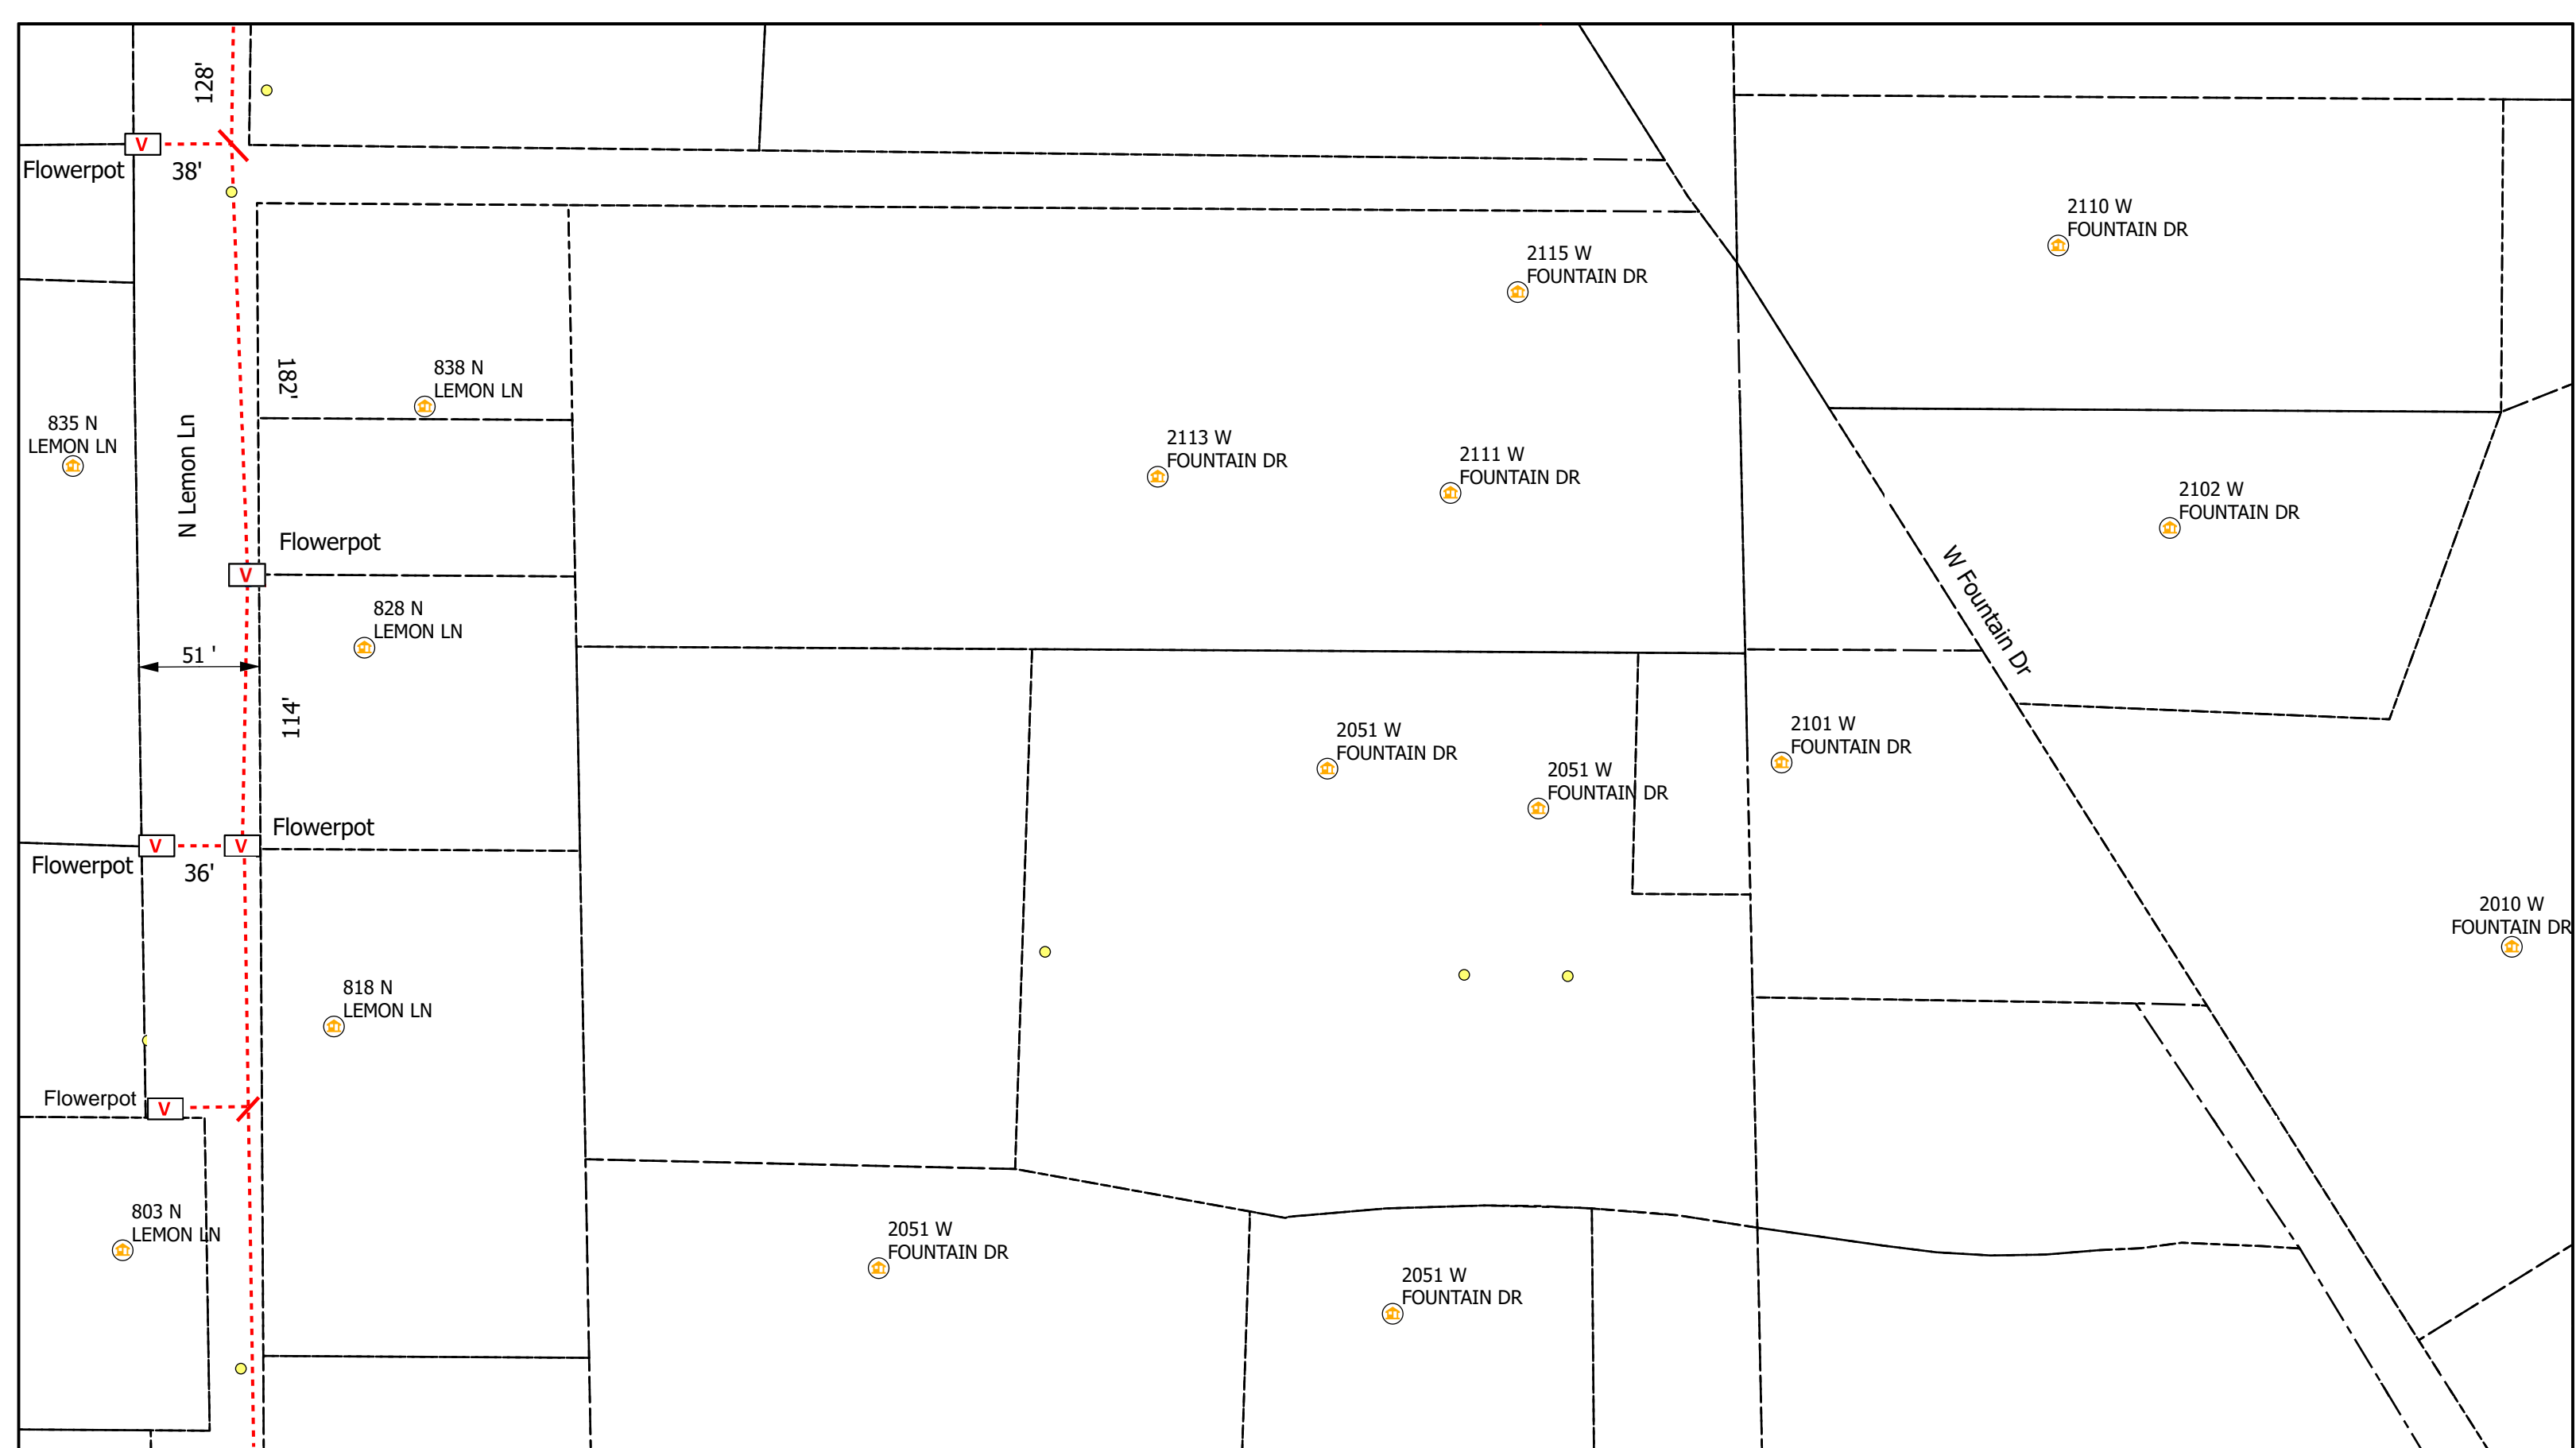 128'
V
Flowerpot
38'
2110 W
FOUNTAIN DR
2115 W
FOUNTAIN DR
182'
838 N
LEMON LN
835 N
LEMON LN
N Lemon Ln
2113 W
FOUNTAIN DR
2111 W
FOUNTAIN DR
2102 W
FOUNTAIN DR
Flowerpot
V
828 N
LEMON LN
W Fountain Dr
51 '
114'
2051 W
FOUNTAIN DR
2101 W
FOUNTAIN DR
2051 W
FOUNTAIN DR
Flowerpot
V
V
Flowerpot
36'
2010 W
FOUNTAIN DR
818 N
LEMON LN
Flowerpot
V
803 N
LEMON LN
2051 W
FOUNTAIN DR
2051 W
FOUNTAIN DR